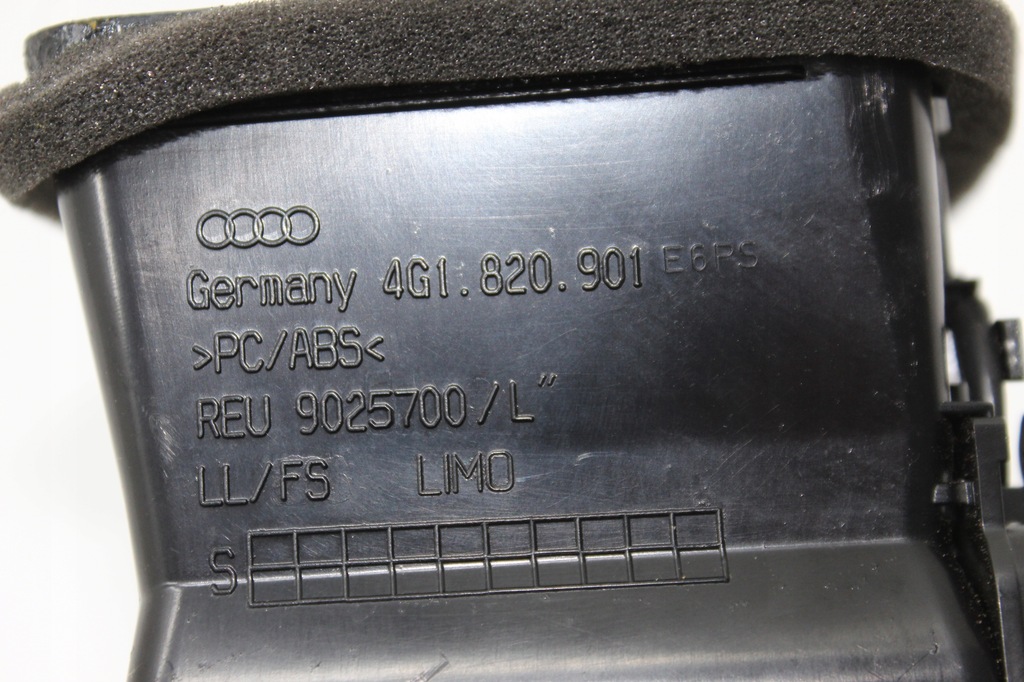 Germany 4G1.820.901 E6PS
>PC/ABS<
REU 9025700/L"
LL/FS LIMO
S